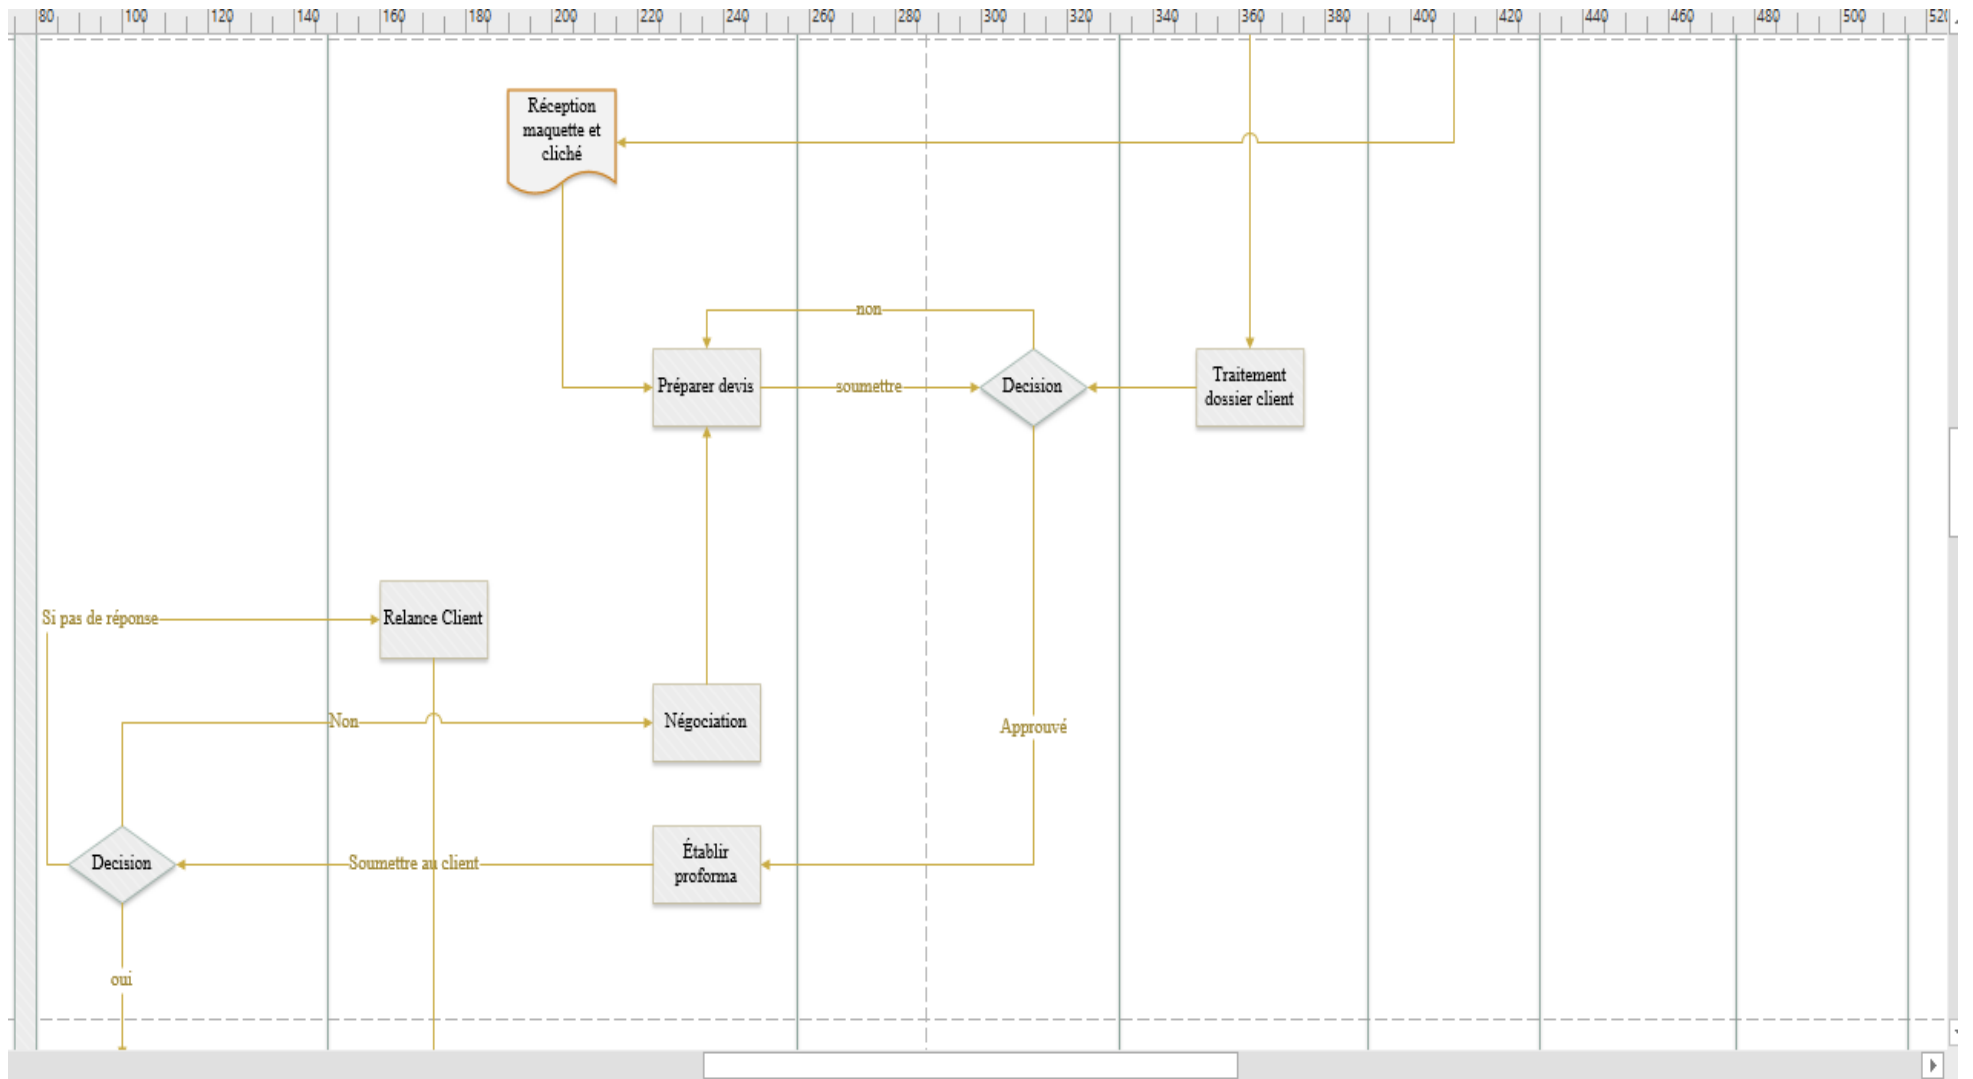 80 100 120 140 160 180 200 220 240 260 280 300 320 340 360 380 400 420 440 460 480 500 520
Réception
maquette et
cliché
non
Préparer devis
soumettre
Decision
Traitement
dossier client
Si pas de réponse
Relance Client
Non
Négociation
Approuvé
Decision
Soumettre au client
Établir
proforma
oui